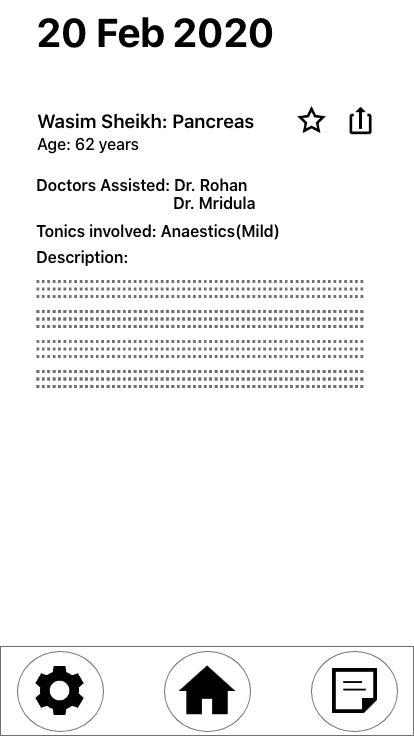 20 Feb 2020
Wasim Sheikh: Pancreas
Age: 62 years
Doctors Assisted: Dr. Rohan
Dr. Mridula
Tonics involved: Anaestics(Mild)
Description: